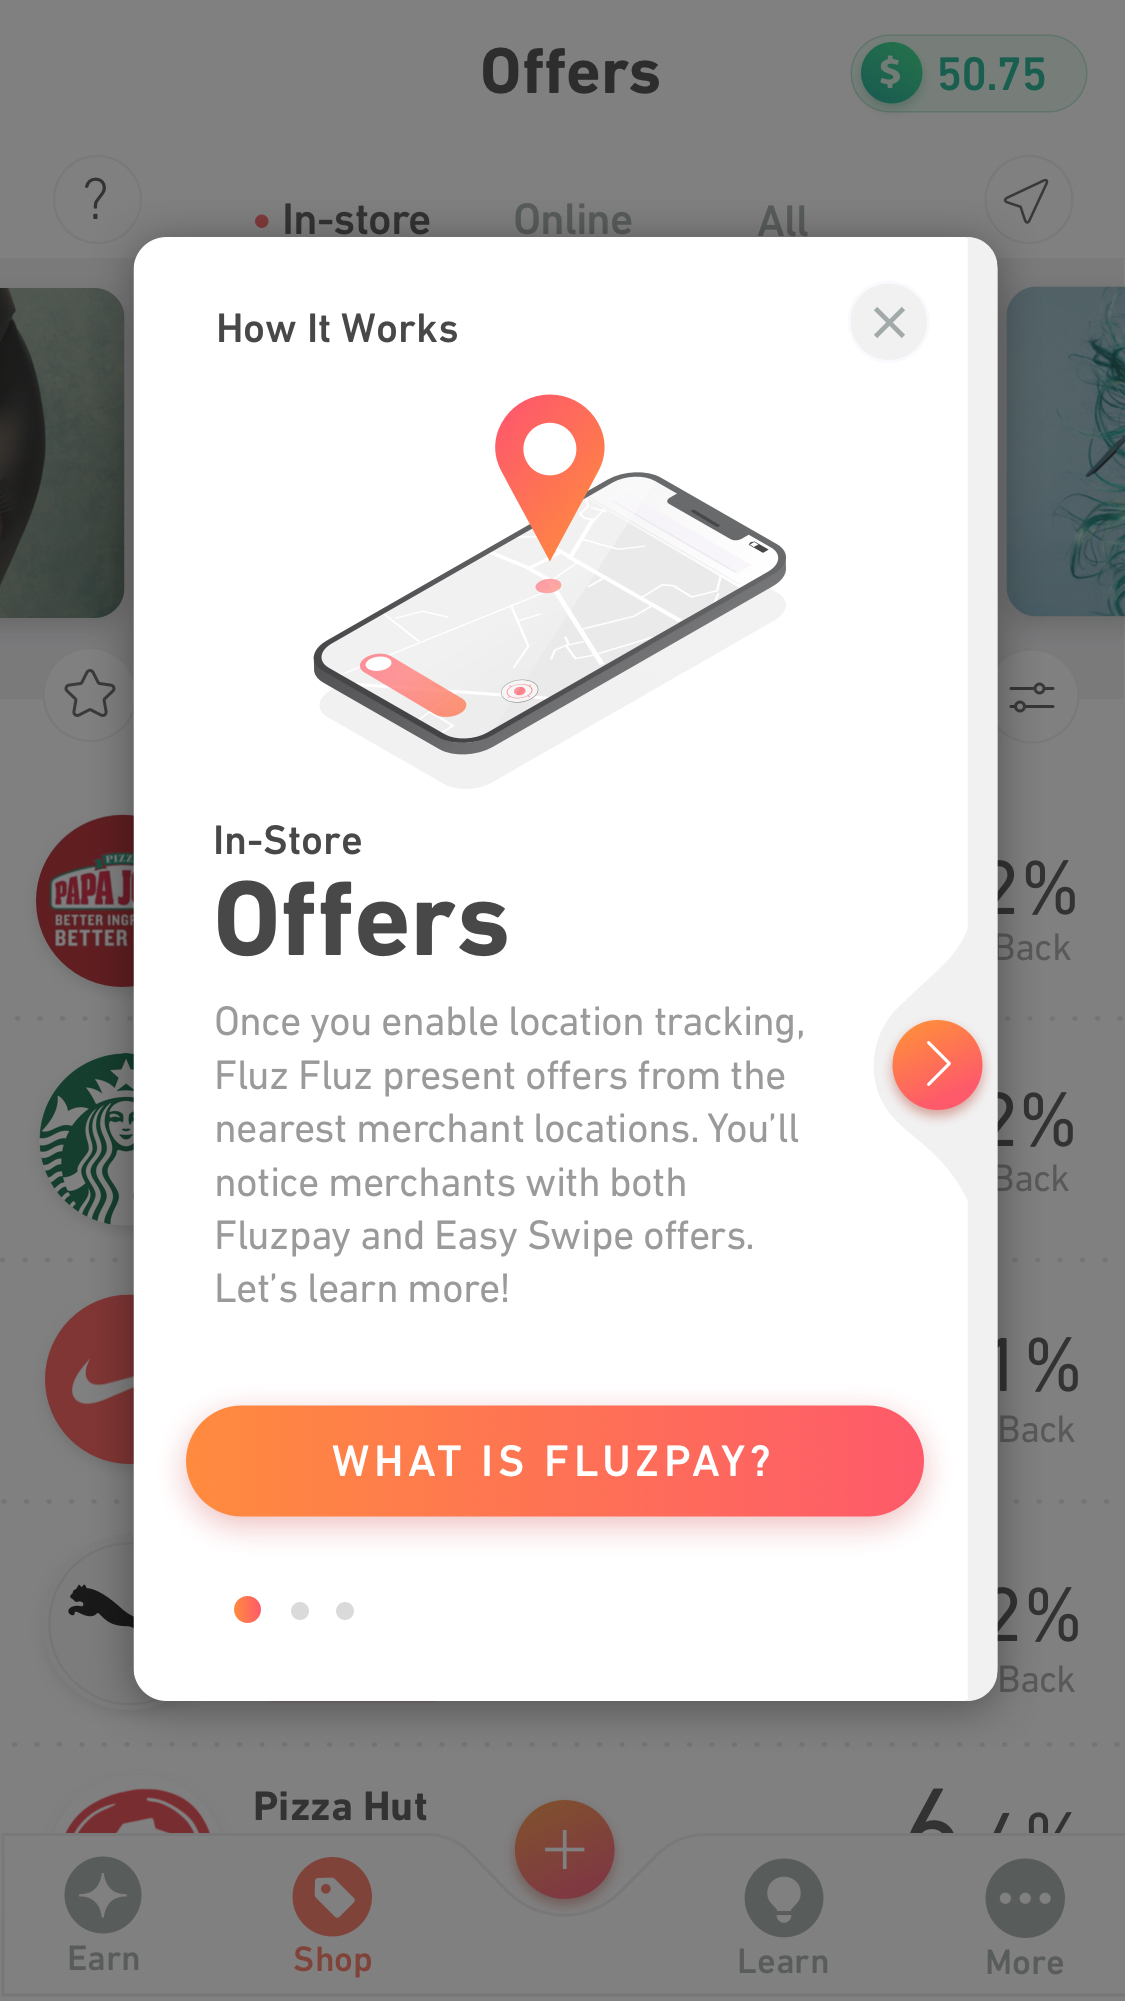 Offers
$ 50.75
?
In-store
Online
All
How It Works
In-Store
Offers
Once you enable location tracking,
Fluz Fluz present offers from the
nearest merchant locations. You’ll
notice merchants with both
Fluzpay and Easy Swipe offers.
Let’s learn more!
WHAT IS FLUZPAY?
PIZZ
PAPA J
BETTER ING
BETTER
2%
Back
2%
Back
1%
Back
2%
Back
Pizza Hut
Earn
Shop
Learn
More